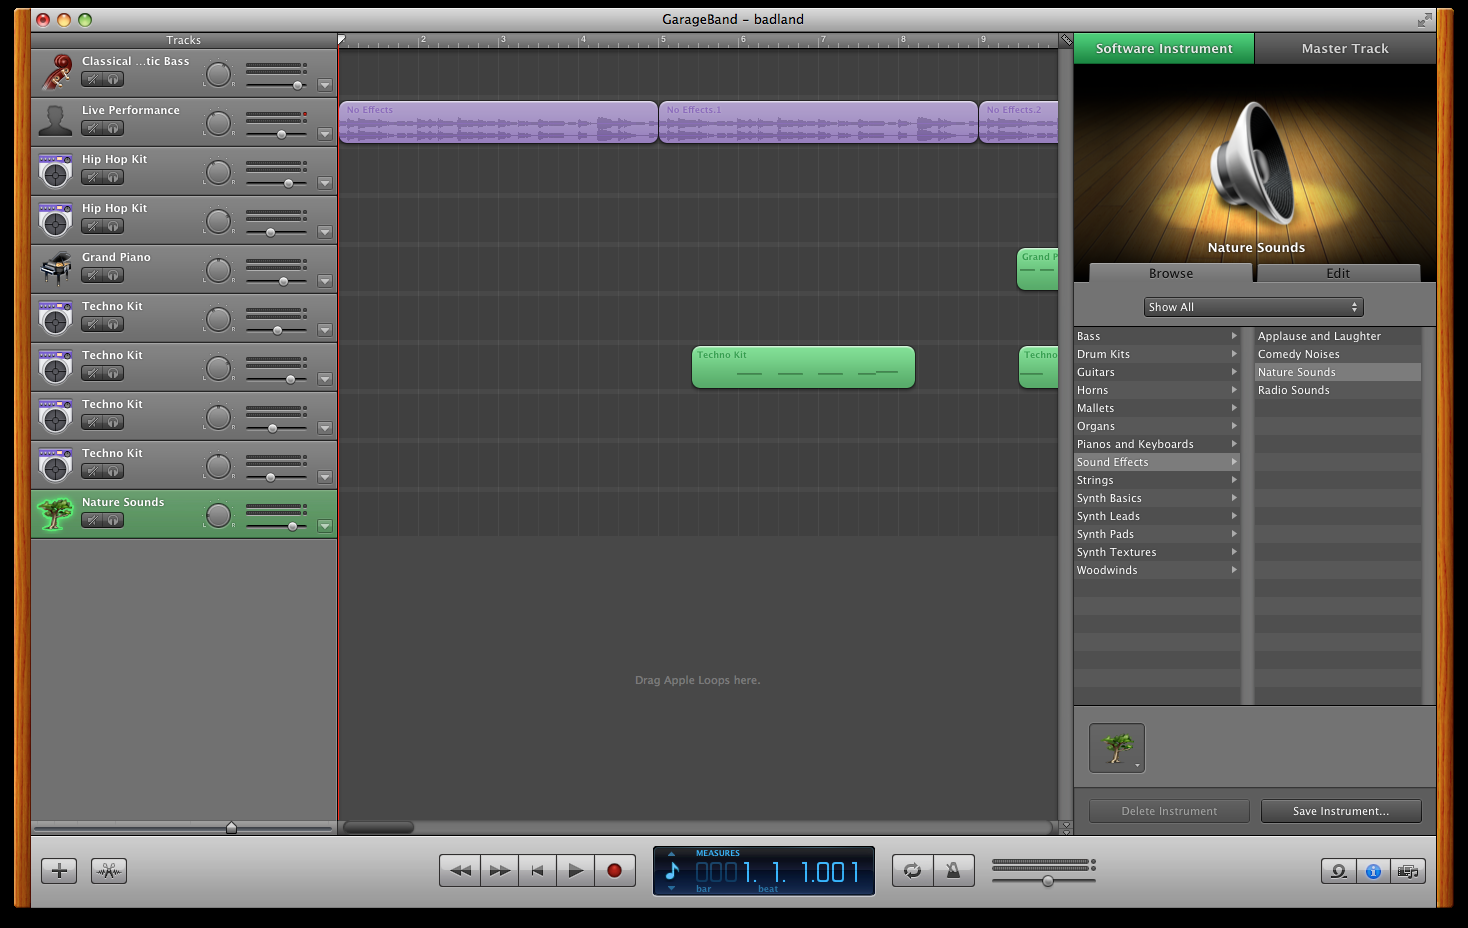 GarageBand – badland
Tracks
2 3 4 5 6 7 8 9
Classical ...tic Bass
L R
Live Performance
L R
No Effects
No Effects.1
No Effects.2
Hip Hop Kit
L R
Hip Hop Kit
L R
Grand Piano
L R
Grand P
Techno Kit
L R
Techno Kit
L R
Techno Kit
Techno
Techno Kit
L R
Techno Kit
L R
Nature Sounds
L R
Drag Apple Loops here.
Software Instrument
Master Track
Nature Sounds
Browse
Edit
Show All
Bass
Drum Kits
Guitars
Horns
Mallets
Organs
Pianos and Keyboards
Sound Effects
Strings
Synth Basics
Synth Leads
Synth Pads
Synth Textures
Woodwinds
Applause and Laughter
Comedy Noises
Nature Sounds
Radio Sounds
Delete Instrument
Save Instrument...
MEASURES
0001. 1. 1.001
bar beat